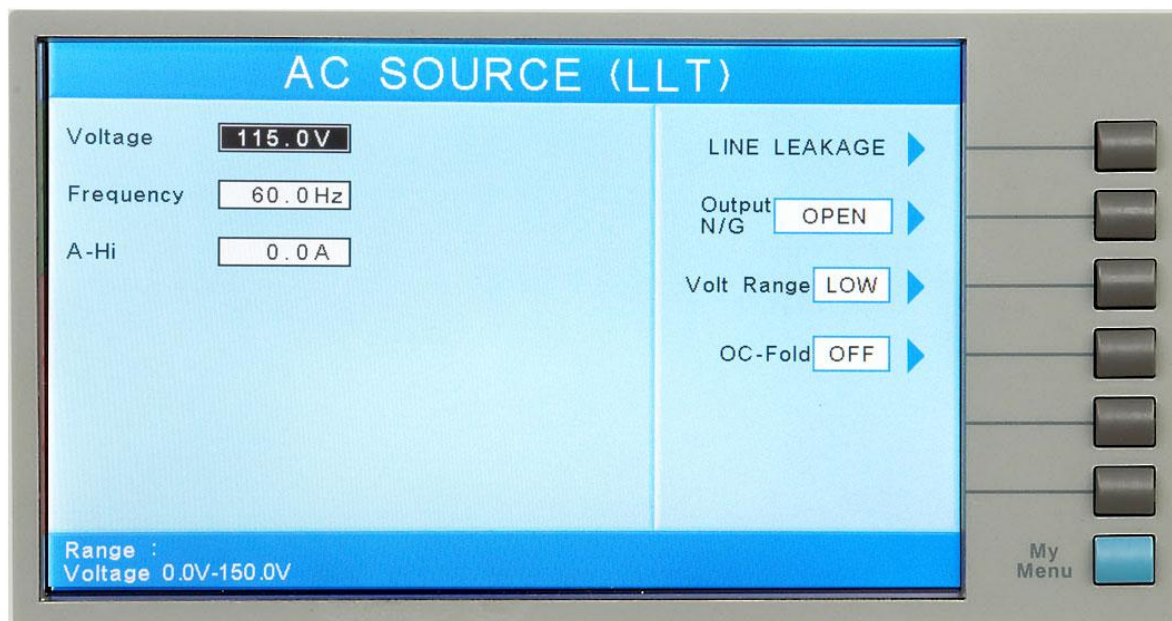 AC SOURCE (LLT)
Voltage 115.0V
Frequency 60.0Hz
A-Hi 0.0A
LINE LEAKAGE
Output
N/G OPEN
Volt Range LOW
OC-Fold OFF
Range :
Voltage 0.0V-150.0V
My
Menu